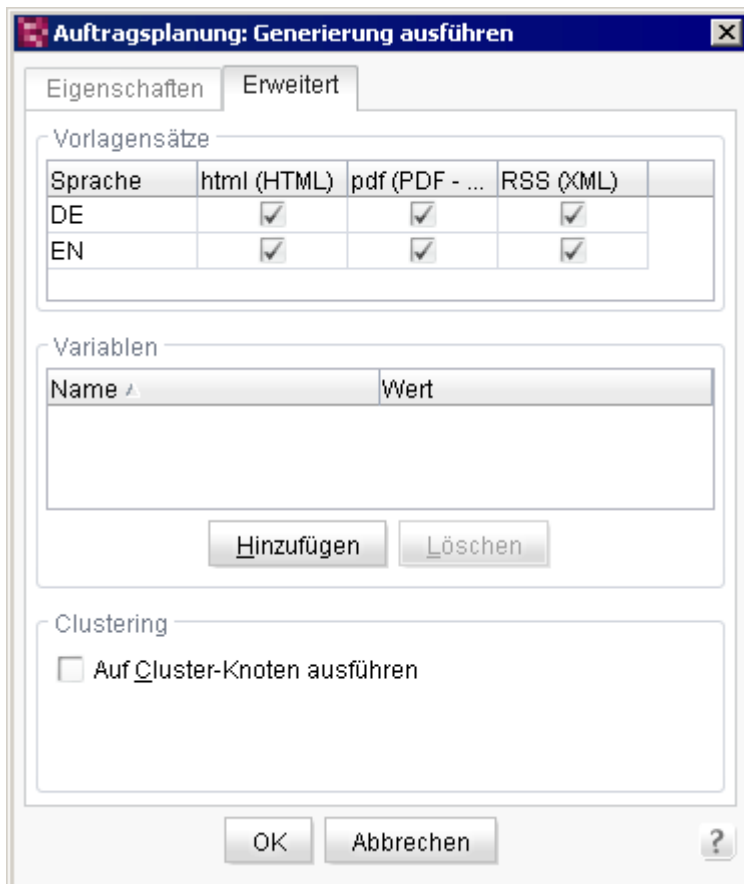 Auftragsplanung: Generierung ausführen
Eigenschaften Erweitert
Vorlagensätze
Sprache html (HTML) pdf (PDF - ... RSS (XML)
DE
EN
Variablen
Name Wert
Hinzufügen Löschen
Clustering
Auf Cluster-Knoten ausführen
OK Abbrechen ?